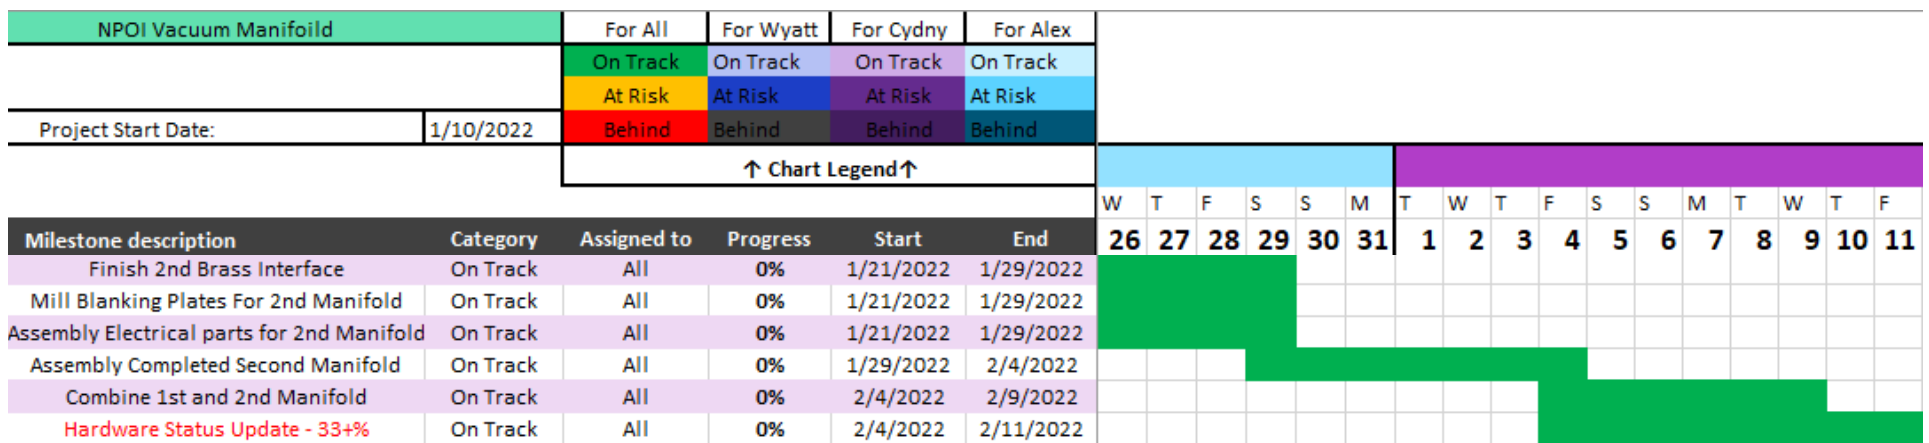 NPOI Vacuum Manifoild For All For Wyatt For Cydny For Alex
On Track On Track On Track On Track
At Risk At Risk At Risk At Risk
Project Start Date: 1/10/2022 Behind Behind Behind Behind
↑ Chart Legend↑
W T F S S M T W T F S S M T W T F
Milestone description Category Assigned to Progress Start End 26 27 28 29 30 31 1 2 3 4 5 6 7 8 9 10 11
Finish 2nd Brass Interface On Track All 0% 1/21/2022 1/29/2022
Mill Blanking Plates For 2nd Manifold On Track All 0% 1/21/2022 1/29/2022
Assembly Electrical parts for 2nd Manifold On Track All 0% 1/21/2022 1/29/2022
Assembly Completed Second Manifold On Track All 0% 1/29/2022 2/4/2022
Combine 1st and 2nd Manifold On Track All 0% 2/4/2022 2/9/2022
Hardware Status Update - 33+% On Track All 0% 2/4/2022 2/11/2022